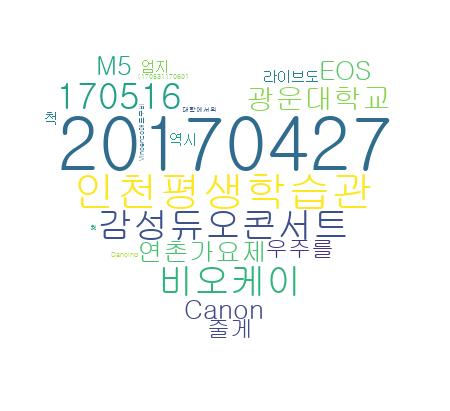 M5 엄지
라이브도 EOS
170516
광운대학교
20170427
역시
인천평생학습관
감성듀오콘서트
연촌가요제 우주를
비오케이
Canon
줄게